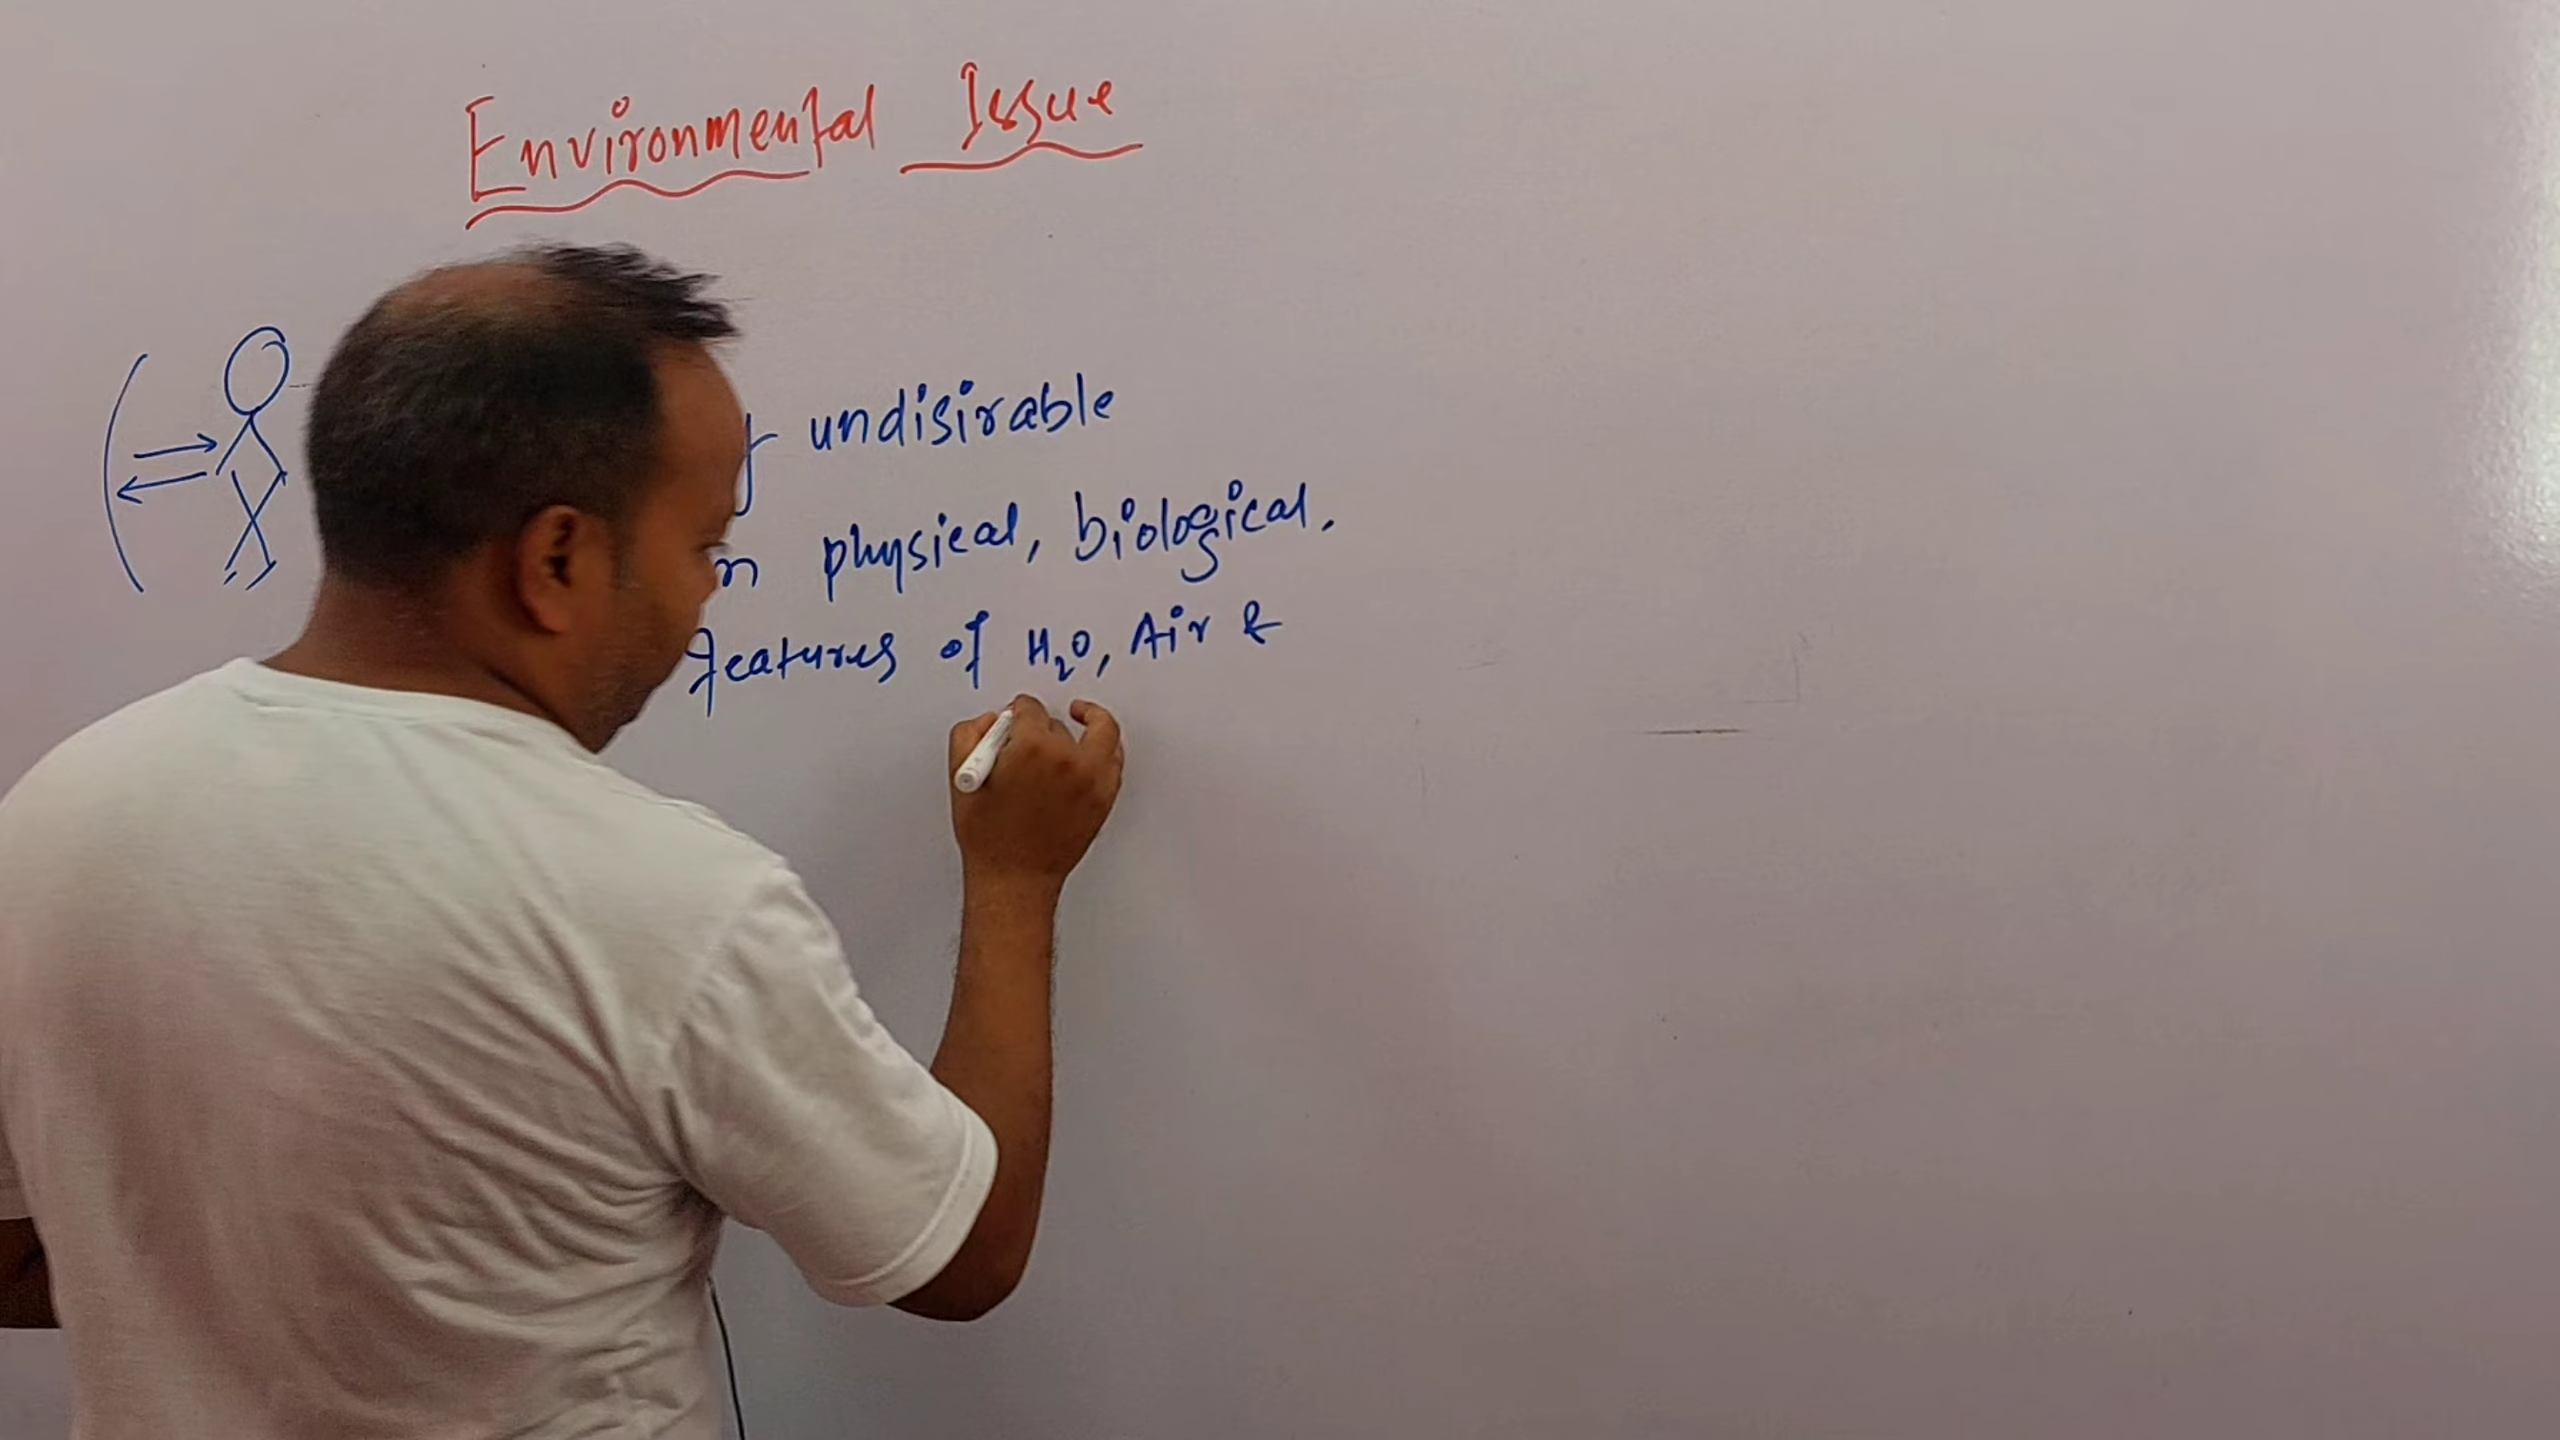 Environmental Issue
undisirable
physical, biological,
features of H₂O, Air &